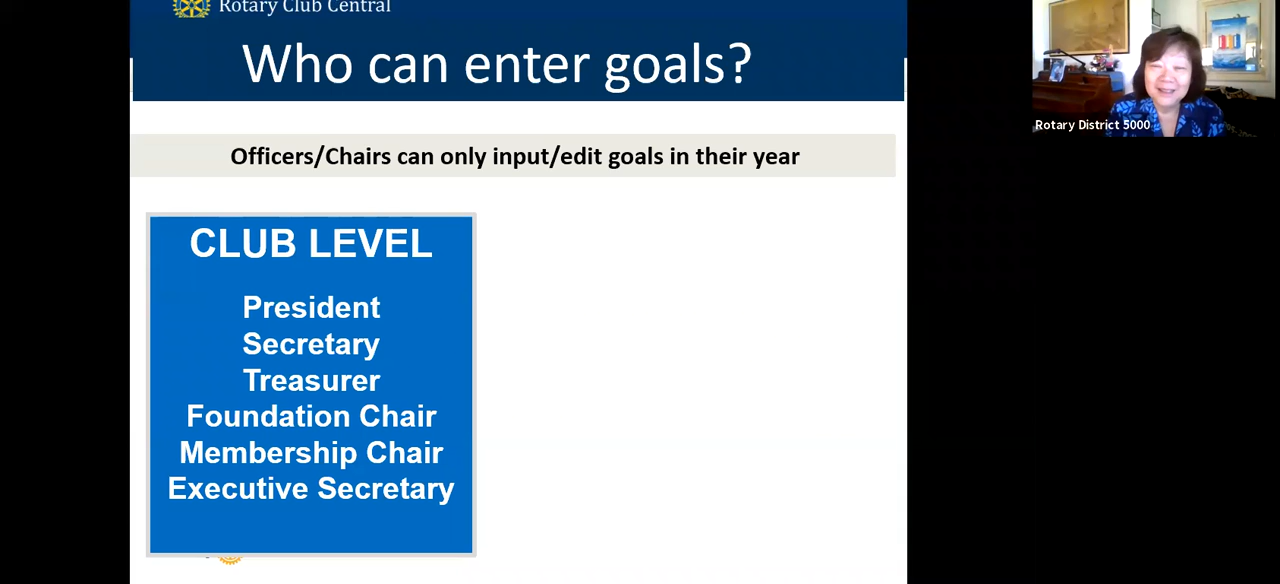 Rotary Club Central
Who can enter goals?
Rotary District 5000
Officers/Chairs can only input/edit goals in their year
CLUB LEVEL
President
Secretary
Treasurer
Foundation Chair
Membership Chair
Executive Secretary